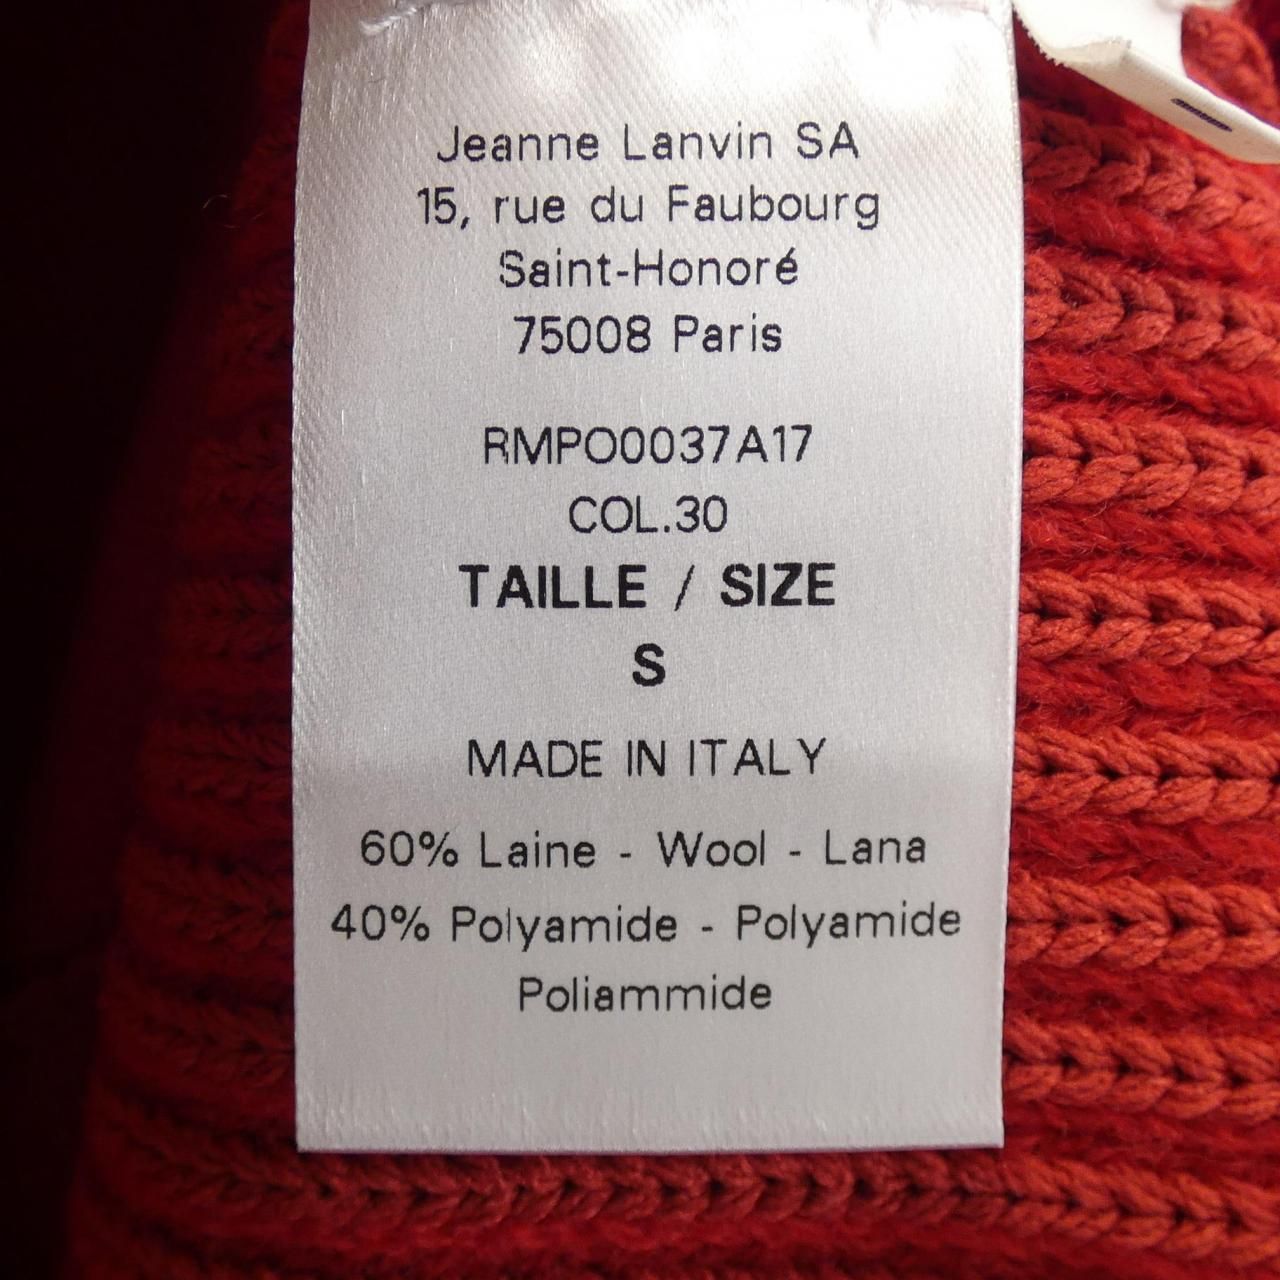 Jeanne Lanvin SA
15, rue du Faubourg
Saint-Honoré
75008 Paris
RMPO0037A17
COL.30
TAILLE / SIZE
S
MADE IN ITALY
60% Laine - Wool - Lana
40% Polyamide - Polyamide
Poliammide